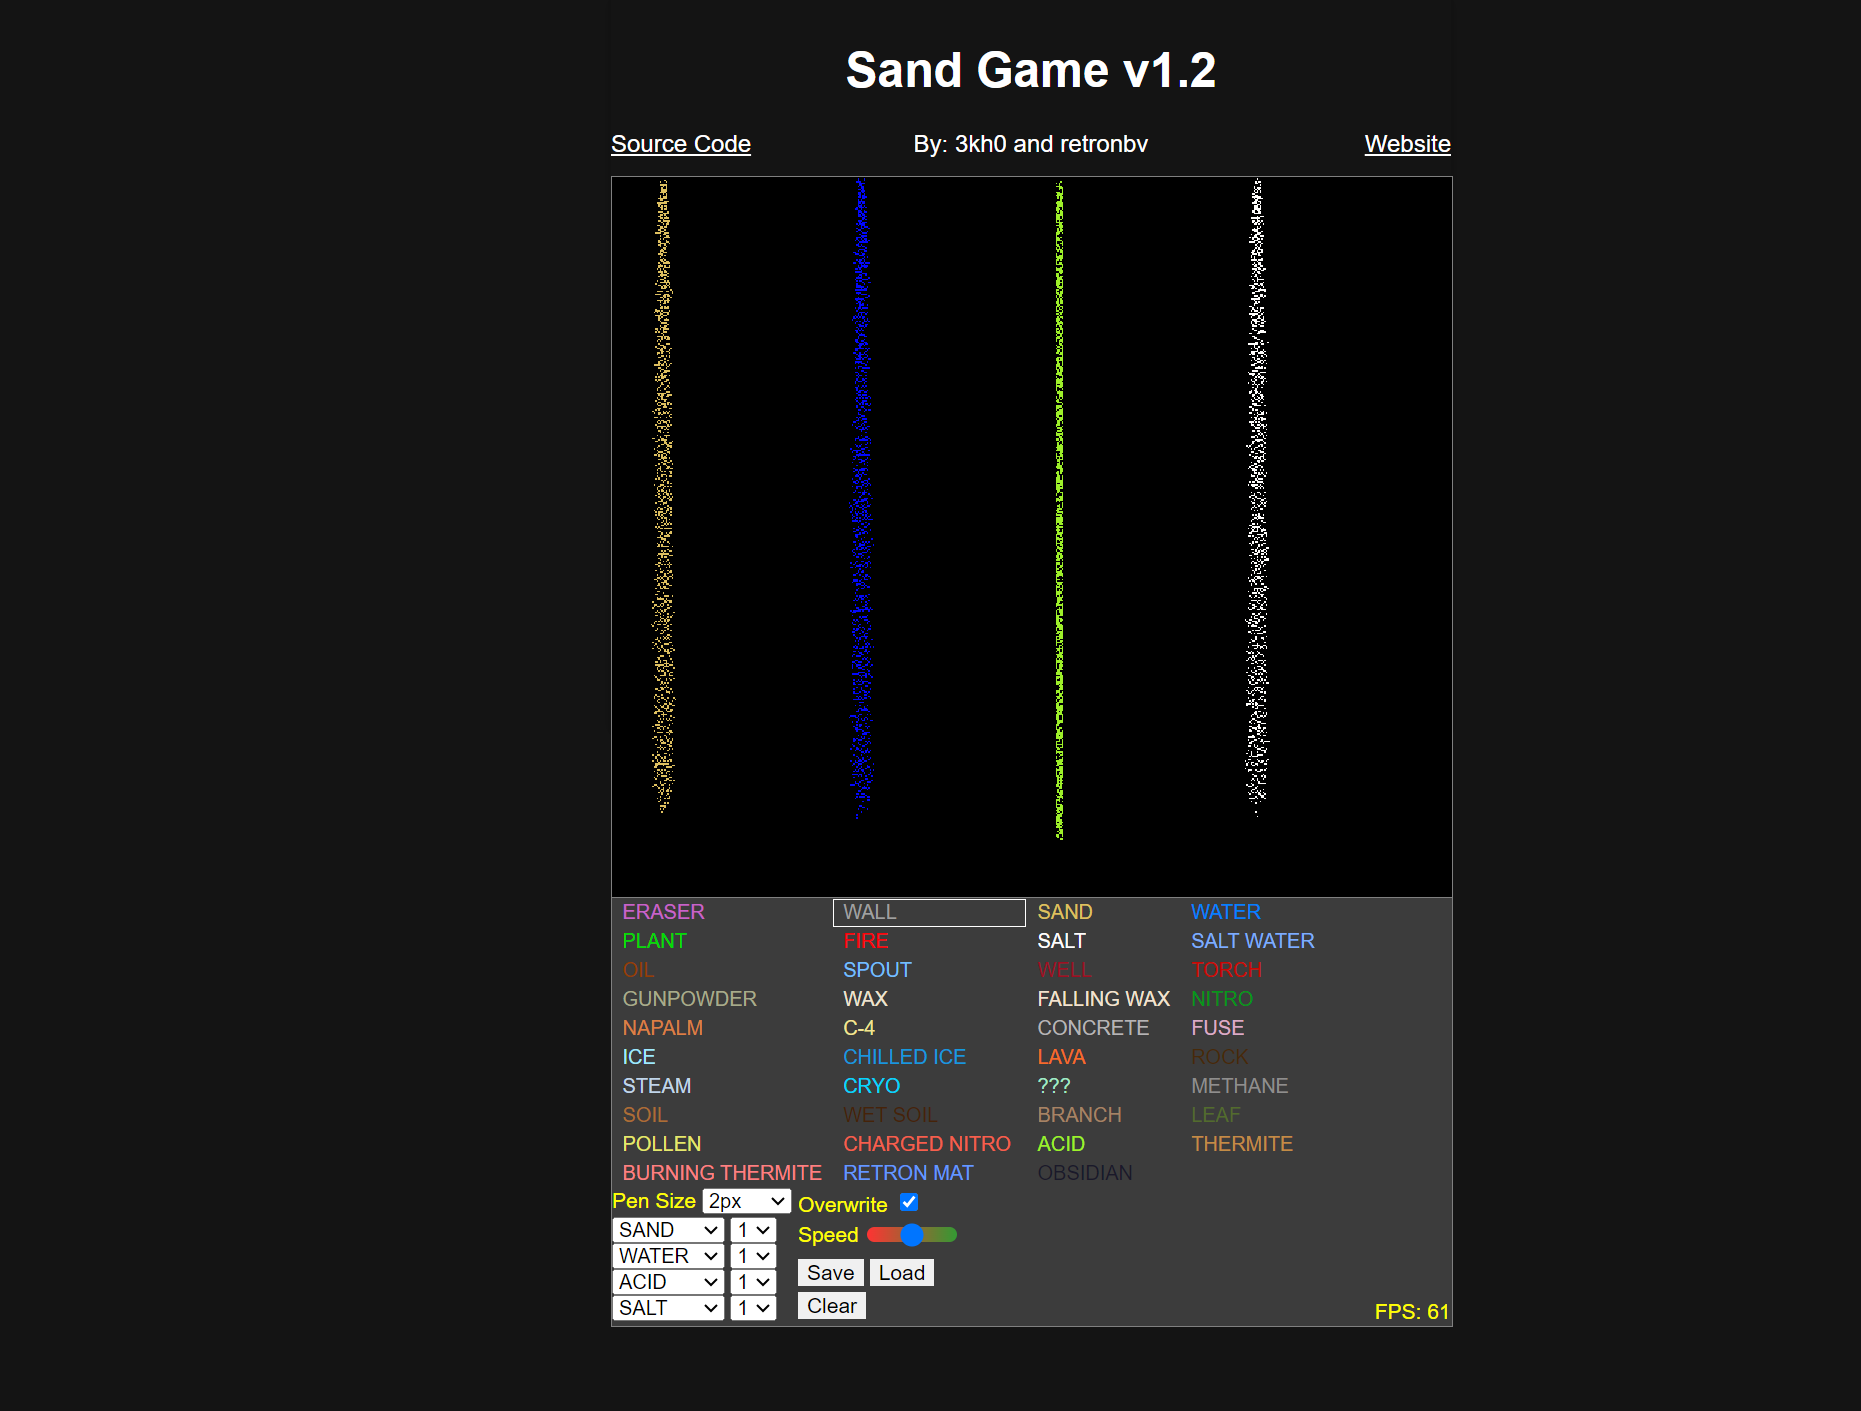 Sand Game v1.2
Source Code By: 3kh0 and retronbv Website
ERASER WALL SAND WATER
PLANT FIRE SALT SALT WATER
OIL SPOUT WELL TORCH
GUNPOWDER WAX FALLING WAX NITRO
NAPALM C-4 CONCRETE FUSE
ICE CHILLED ICE LAVA ROCK
STEAM CRYO ??? METHANE
SOIL WET SOIL BRANCH LEAF
POLLEN CHARGED NITRO ACID THERMITE
BURNING THERMITE RETRON MAT OBSIDIAN
Pen Size 2px Overwrite
SAND 1 Speed
WATER 1
ACID 1 Save Load
SALT 1 Clear FPS: 61